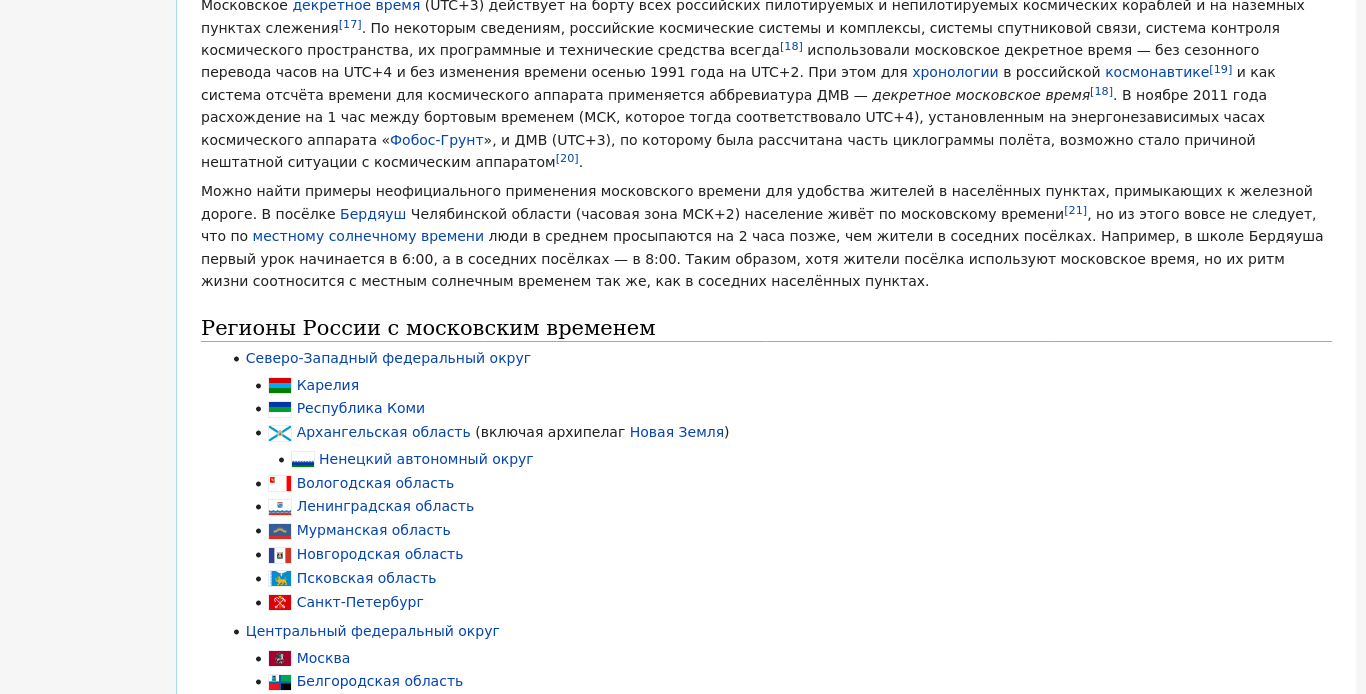 Московское декретное время (UTC+3) действует на борту всех российских пилотируемых и непилотируемых космических кораблей и на наземных
пунктах слежения[17]. По некоторым сведениям, российские космические системы и комплексы, системы спутниковой связи, система контроля
космического пространства, их программные и технические средства всегда[18] использовали московское декретное время — без сезонного
перевода часов на UTC+4 и без изменения времени осенью 1991 года на UTC+2. При этом для хронологии в российской космонавтике[19] и как
система отсчёта времени для космического аппарата применяется аббревиатура ДМВ — декретное московское время[18]. В ноябре 2011 года
расхождение на 1 час между бортовым временем (МСК, которое тогда соответствовало UTC+4), установленным на энергонезависимых часах
космического аппарата «Фобос-Грунт», и ДМВ (UTC+3), по которому была рассчитана часть циклограммы полёта, возможно стало причиной
нештатной ситуации с космическим аппаратом[20].
Можно найти примеры неофициального применения московского времени для удобства жителей в населённых пунктах, примыкающих к железной
дороге. В посёлке Бердяуш Челябинской области (часовая зона МСК+2) население живёт по московскому времени[21], но из этого вовсе не следует,
что по местному солнечному времени люди в среднем просыпаются на 2 часа позже, чем жители в соседних посёлках. Например, в школе Бердяуша
первый урок начинается в 6:00, а в соседних посёлках — в 8:00. Таким образом, хотя жители посёлка используют московское время, но их ритм
жизни соотносится с местным солнечным временем так же, как в соседних населённых пунктах.
Регионы России с московским временем
Северо-Западный федеральный округ
Карелия
Республика Коми
Архангельская область (включая архипелаг Новая Земля)
Ненецкий автономный округ
Вологодская область
Ленинградская область
Мурманская область
Новгородская область
Псковская область
Санкт-Петербург
Центральный федеральный округ
Москва
Белгородская область